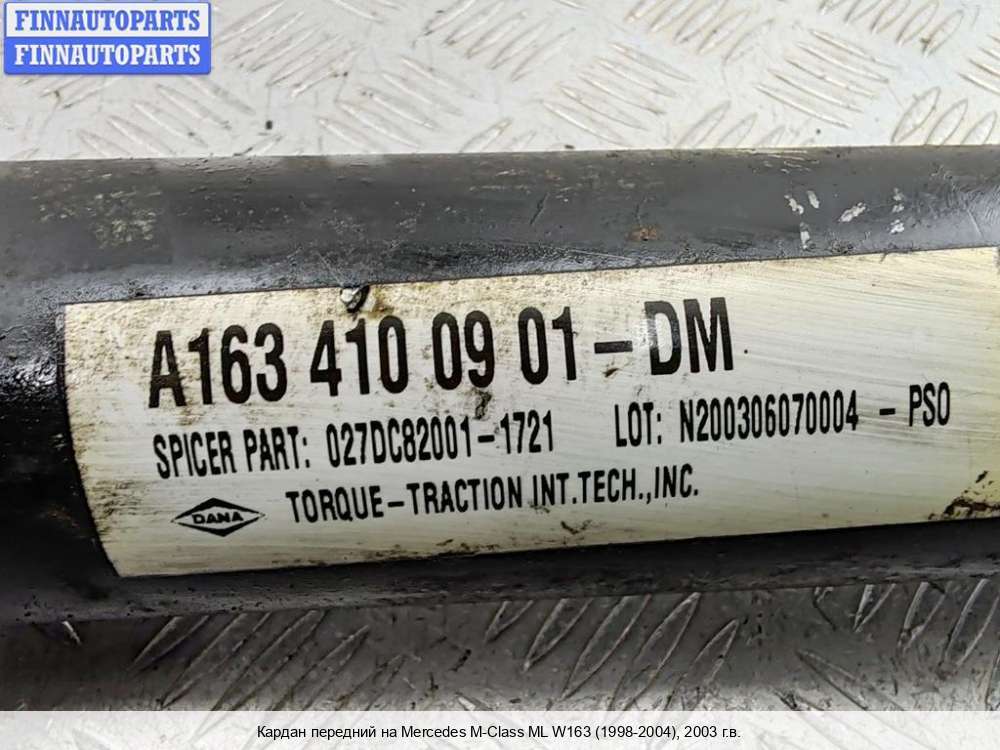 FINNAUTOPARTS
FINNAUTOPARTS
A163 410 09 01-DM
SPICER PART: 027DC82001-1721 LOT: N200306070004 - PSO
DANA TORQUE-TRACTION INT.TECH.,INC.
Кардан передний на Mercedes M-Class ML W163 (1998-2004), 2003 г.в.